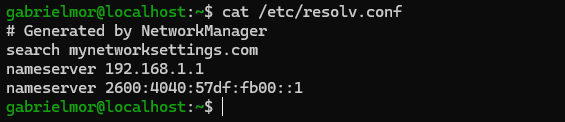 gabrielmor@localhost:~$ cat /etc/resolv.conf
# Generated by NetworkManager
search mynetworksettings.com
nameserver 192.168.1.1
nameserver 2600:4040:57df:fb00::1
gabrielmor@localhost:~$